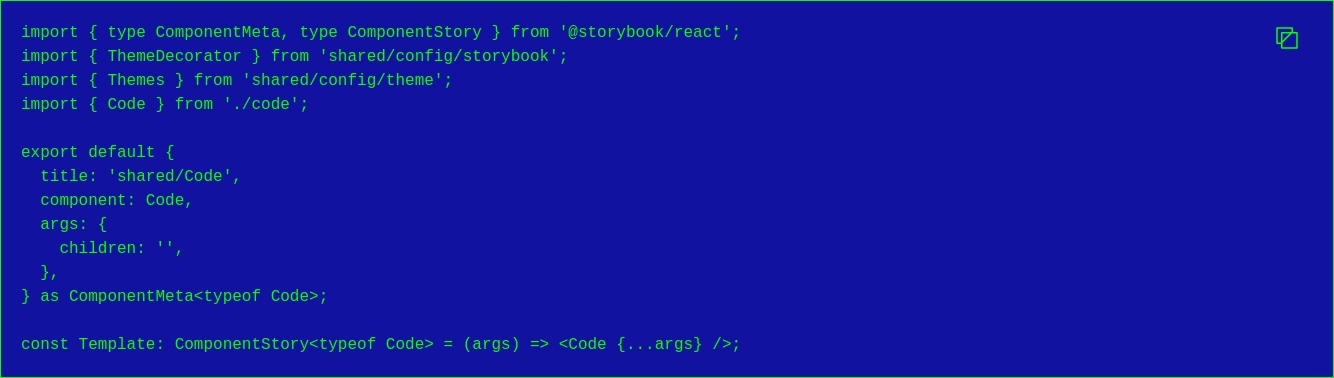 import { type ComponentMeta, type ComponentStory } from '@storybook/react';
import { ThemeDecorator } from 'shared/config/storybook';
import { Themes } from 'shared/config/theme';
import { Code } from './code';

export default {
  title: 'shared/Code',
  component: Code,
  args: {
    children: '',
  },
} as ComponentMeta<typeof Code>;

const Template: ComponentStory<typeof Code> = (args) => <Code {...args} />;